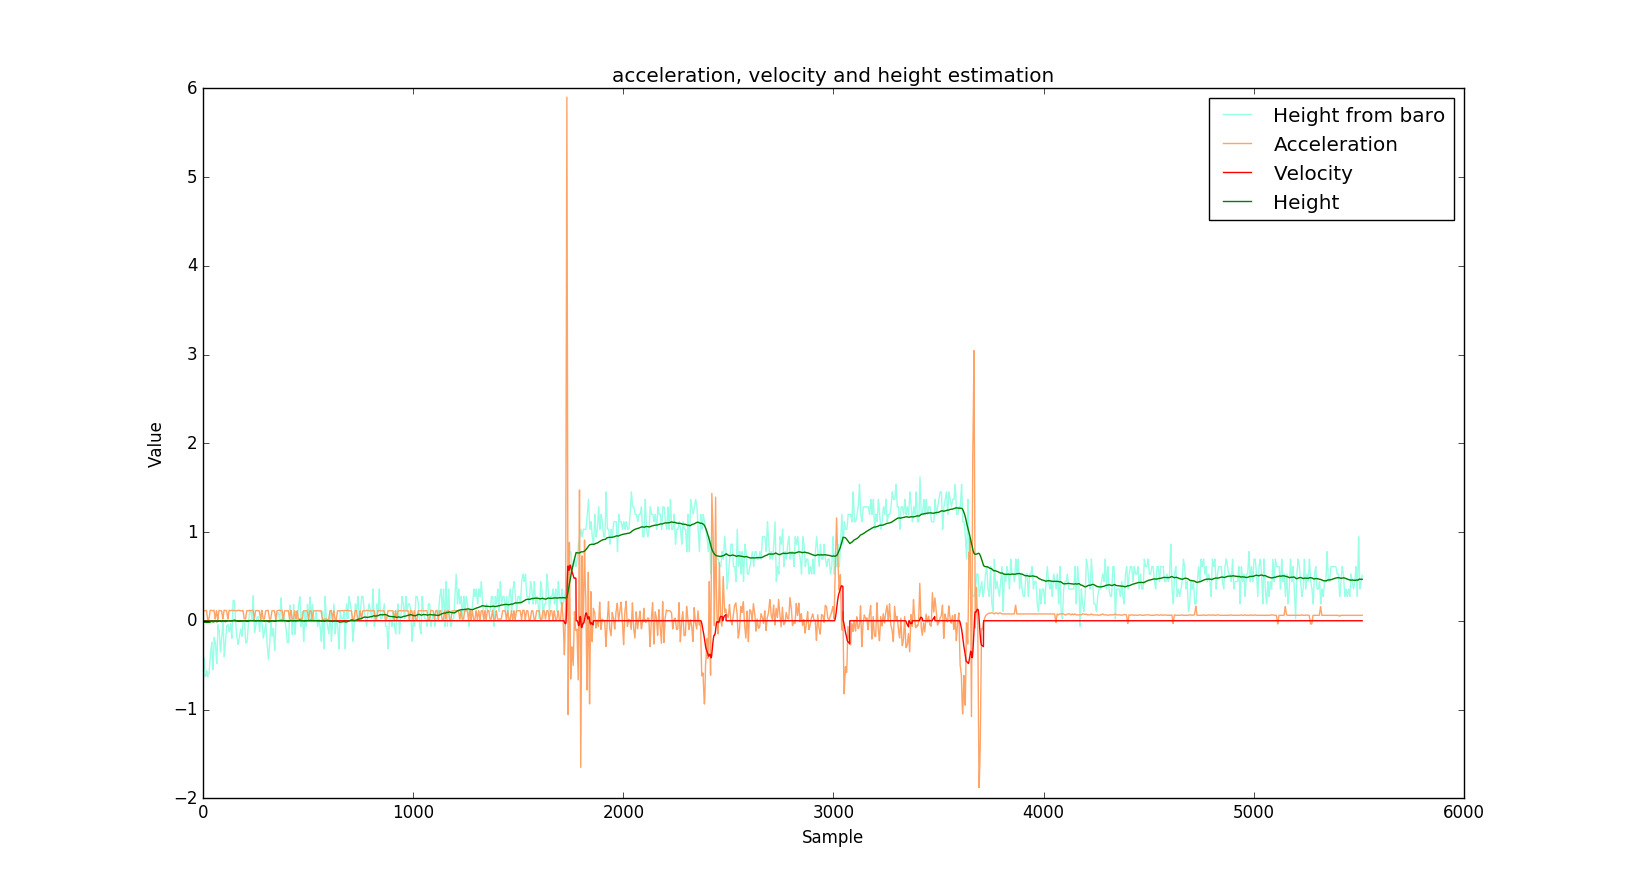 acceleration, velocity and height estimation
6
5
4
3
2
1
0
−1
−2
Value
0 1000 2000 3000 4000 5000 6000
Sample
Height from baro
Acceleration
Velocity
Height